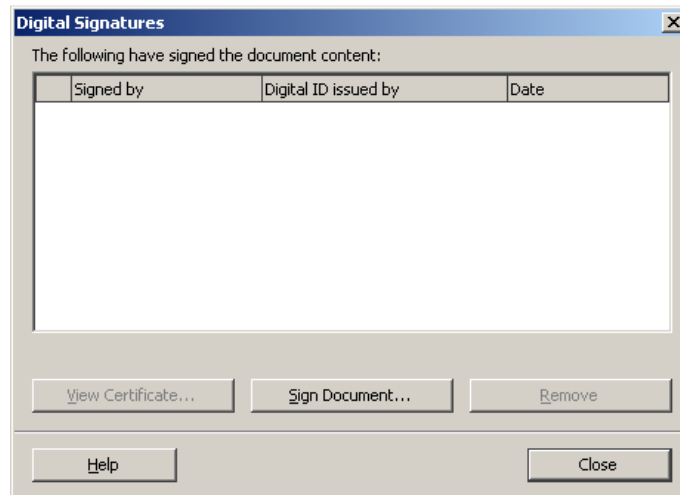 Digital Signatures
The following have signed the document content:
Signed by Digital ID issued by Date
View Certificate... Sign Document... Remove
Help Close